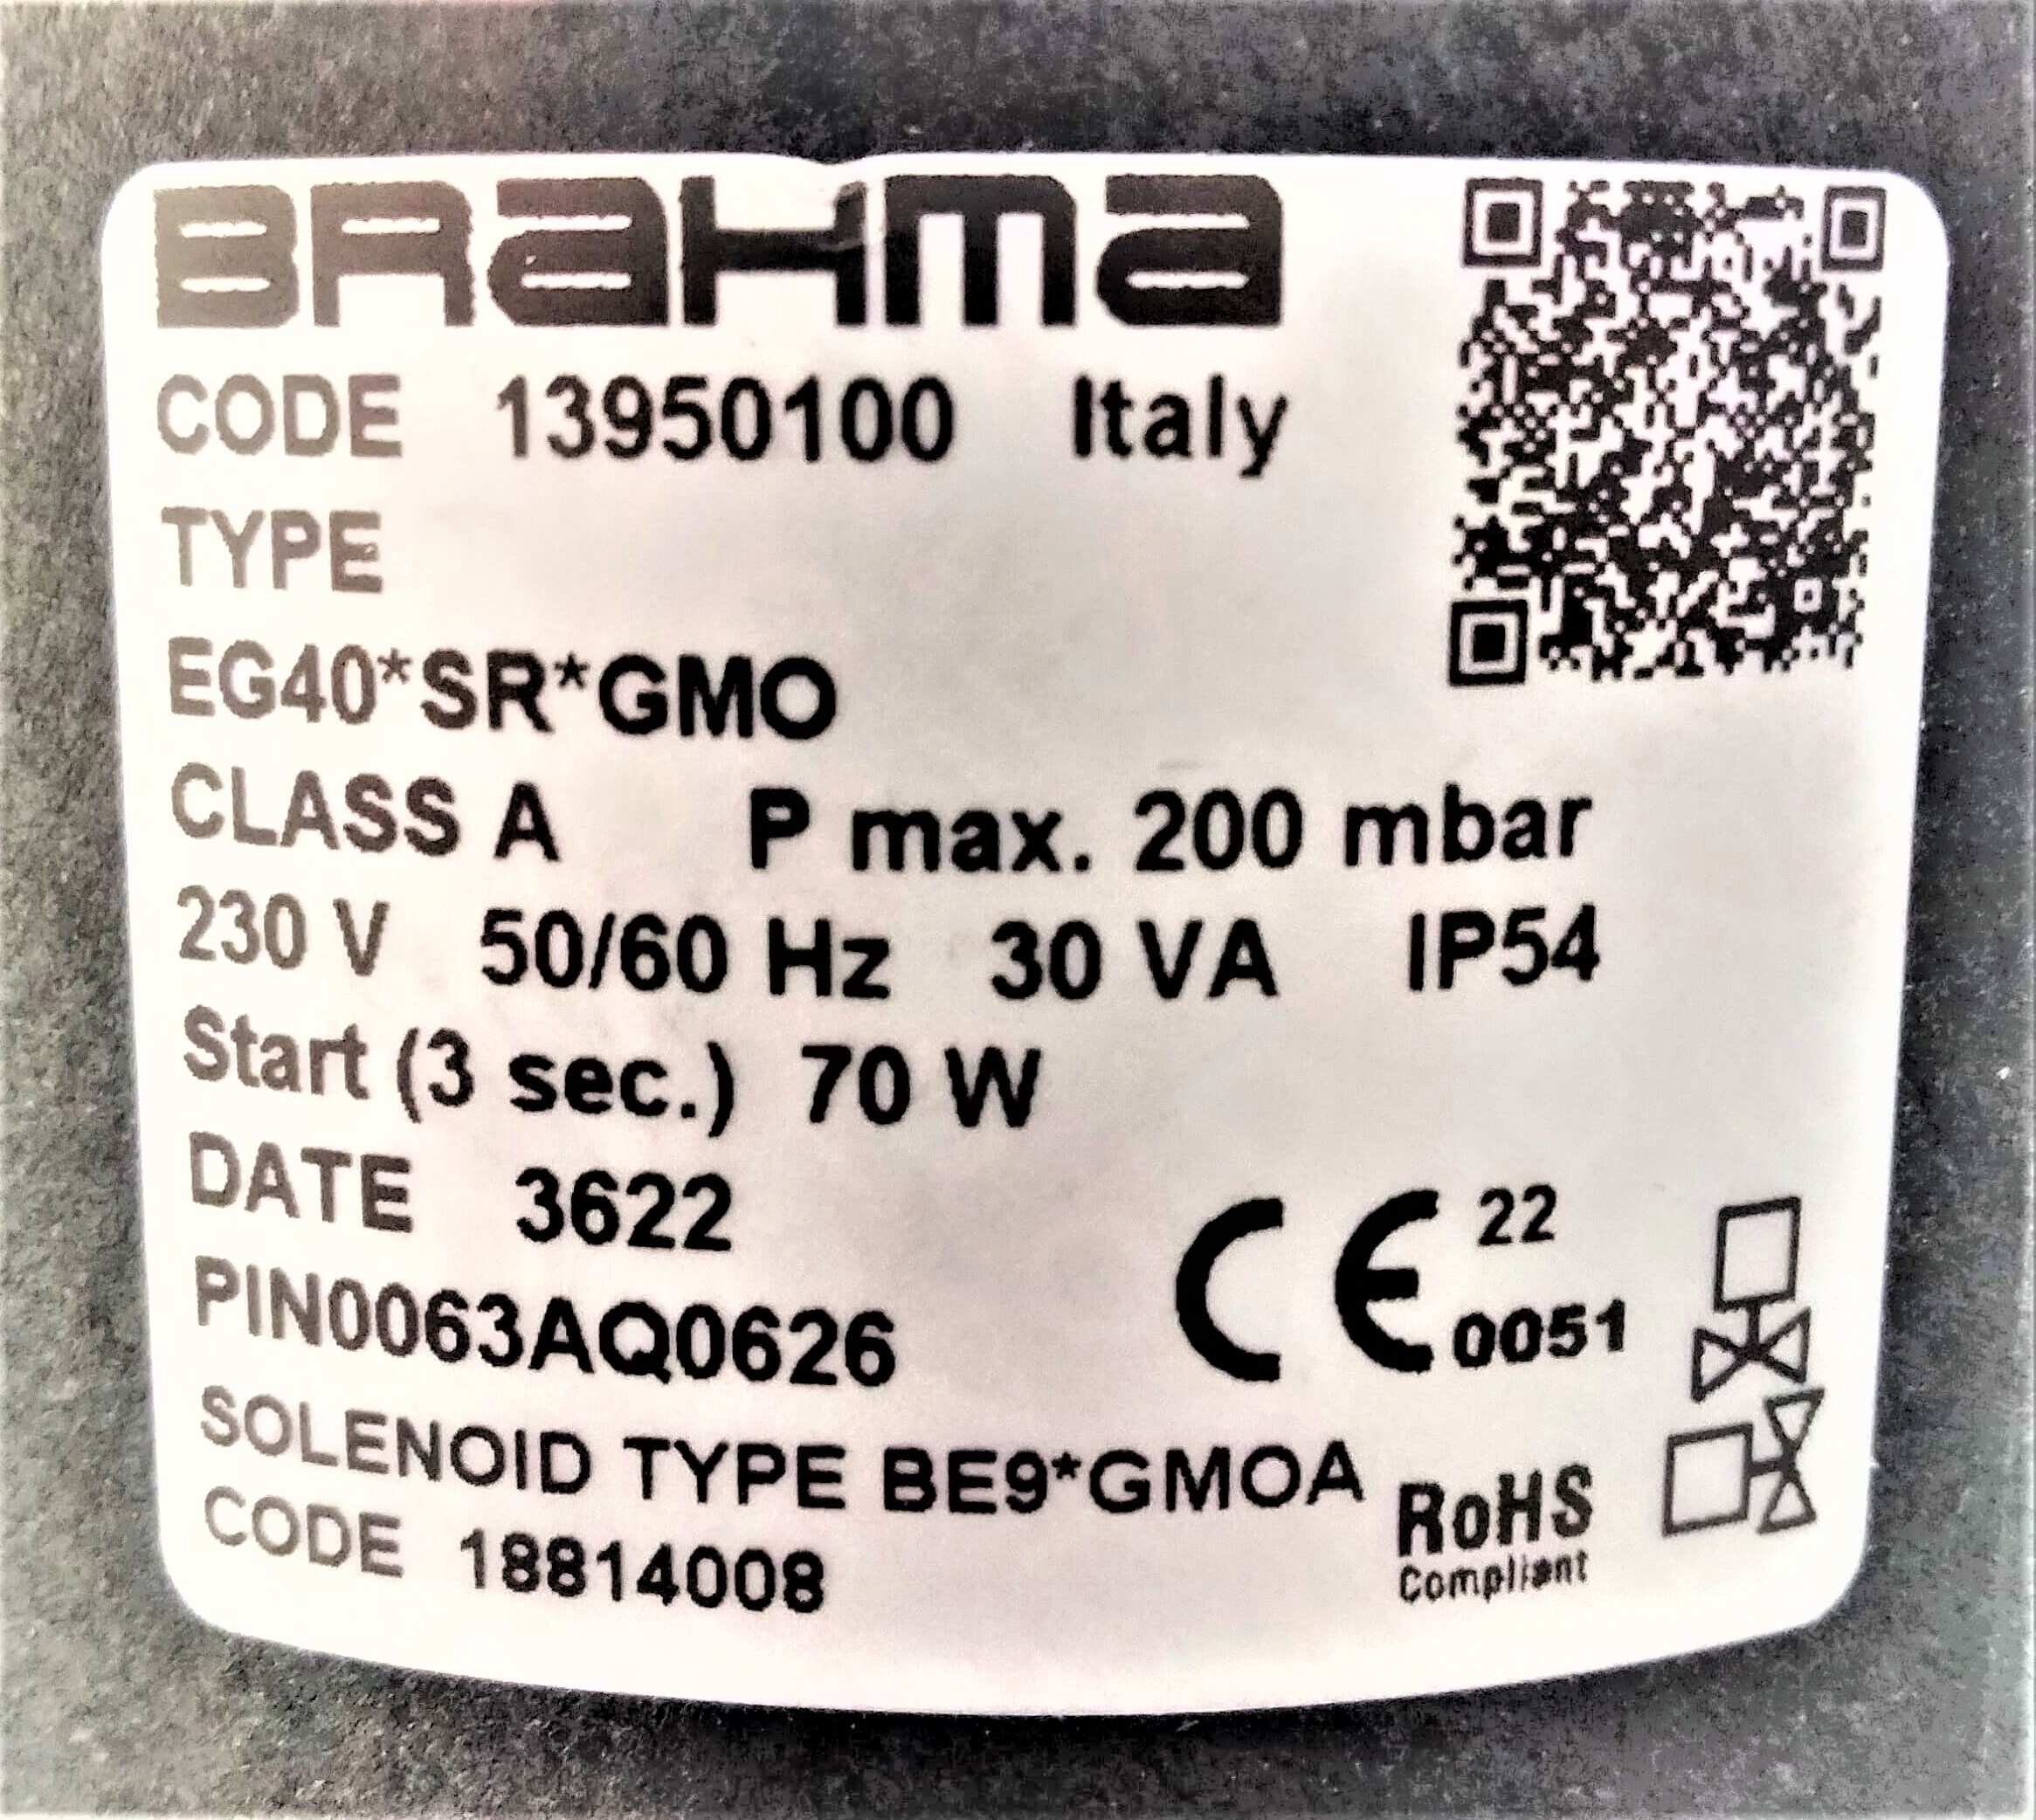 BRAHMA
CODE 13950100 Italy
TYPE
EG40*SR*GMO
CLASS A P max. 200 mbar
230 V 50/60 Hz 30 VA IP54
Start (3 sec.) 70 W
DATE 3622
CE 22
0051
PIN0063AQ0626
SOLENOID TYPE BE9*GMOA
CODE 18814008
RoHS
Compliant